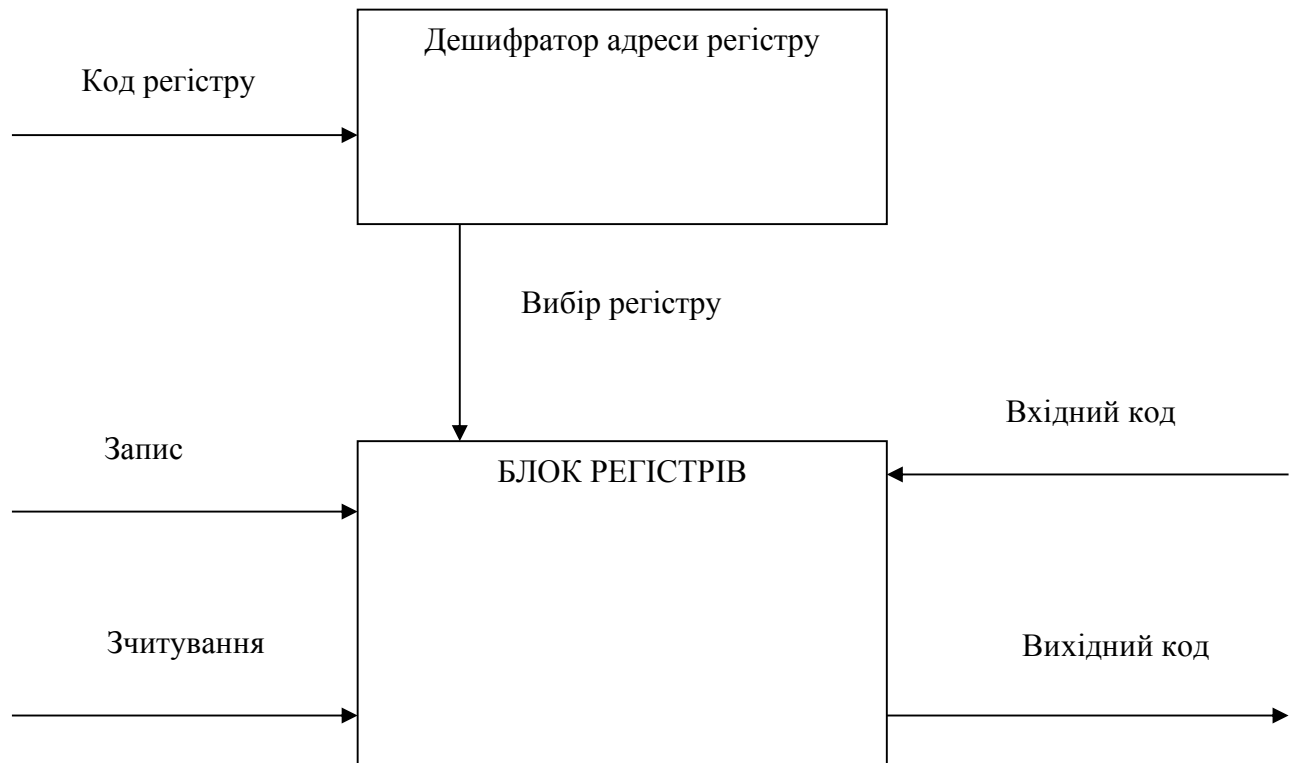 Дешифратор адреси регістру
Код регістру
Вибір регістру
Вхідний код
Запис
БЛОК РЕГІСТРІВ
Зчитування
Вихідний код